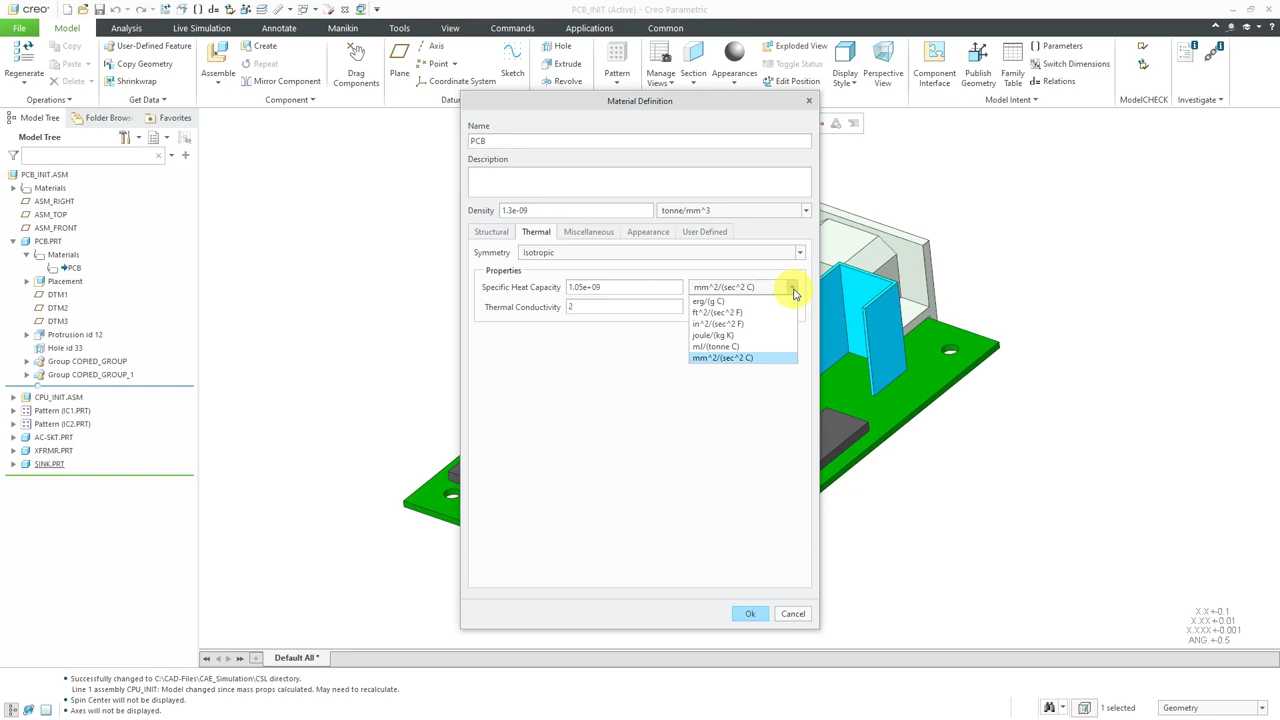 creo
PCB_INIT (Active) - Creo Parametric
File
Model
Analysis
Live Simulation
Annotate
Manikin
Tools
View
Commands
Applications
Common
Regenerate
Copy
Paste
Delete
Operations
User-Defined Feature
Copy Geometry
Shrinkwrap
Get Data
Assemble
Create
Repeat
Mirror Component
Component
Drag
Components
Plane
Axis
Point
Coordinate System
Sketch
Datu
Hole
Extrude
Revolve
Pattern
Manage
Views
Section
Appearances
Exploded View
Toggle Status
Edit Position
Display
Style
Perspective
View
Component
Interface
Publish
Geometry
Family
Table
Parameters
Switch Dimensions
Relations
Model Intent
ModelCHECK
Investigate
Model Tree
Folder Brows
Favorites
Model Tree
PCB_INIT.ASM
Materials
ASM_RIGHT
ASM_TOP
ASM_FRONT
PCB.PRT
Materials
PCB
Placement
DTM1
DTM2
DTM3
Protrusion id 12
Hole id 33
Group COPIED_GROUP
Group COPIED_GROUP_1
CPU_INIT.ASM
Pattern (IC1.PRT)
Pattern (IC2.PRT)
AC-SKT.PRT
XFRMR.PRT
SINK.PRT
Material Definition
Name
PCB
Description
Density 1.3e-09 tonne/mm^3
Structural Thermal Miscellaneous Appearance User Defined
Symmetry Isotropic
Properties
Specific Heat Capacity 1.05e+09 mm^2/(sec^2 C)
Thermal Conductivity 2
erg/(g C)
ft^2/(sec^2 F)
in^2/(sec^2 F)
joule/(kg K)
mJ/(tonne C)
mm^2/(sec^2 C)
Ok
Cancel
X.X+-0.1
X.XX+-0.01
X.XXX+-0.001
ANG.+-0.5
Default All *
Successfully changed to C:\CAD-Files\CAE_Simulation\CSL directory.
Line 1 assembly CPU_INIT: Model changed since mass props calculated. May need to recalculate.
Spin Center will not be displayed.
Axes will not be displayed.
1 selected
Geometry